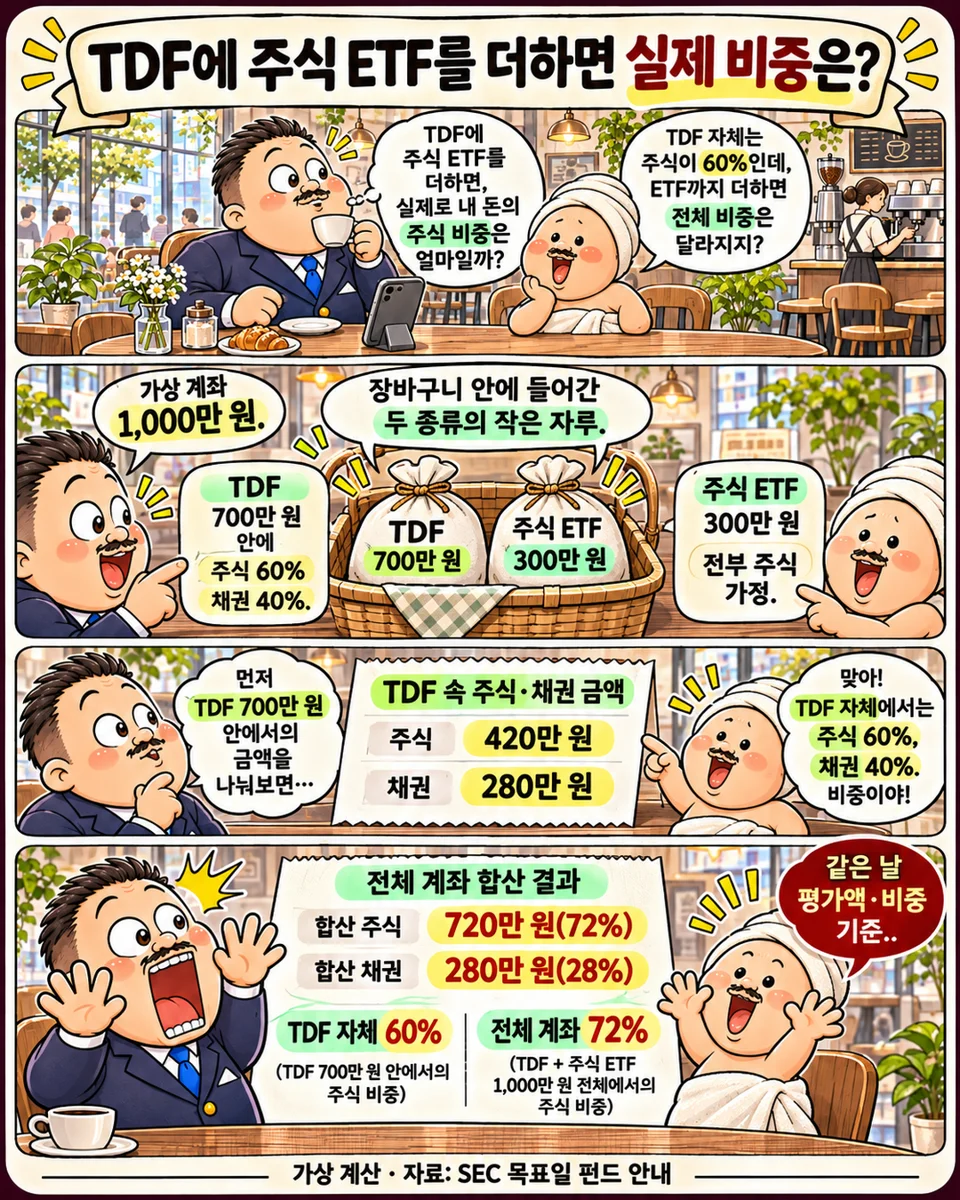 TDF에 주식 ETF를 더하면 실제 비중은?
TDF에
주식 ETF를
더하면,
실제로 내 돈의
주식 비중은
얼마일까?
TDF 자체는
주식이 60%인데,
ETF까지 더하면
전체 비중은
달라지지?
가상 계좌
1,000만 원.
장바구니 안에 들어간
두 종류의 작은 자루.
TDF
700만 원
안에
주식 60%
채권 40%.
TDF
700만 원
주식 ETF
300만 원
주식 ETF
300만 원
전부 주식
가정.
먼저
TDF 700만 원
안에서의
금액을
나눠보면…
TDF 속 주식·채권 금액
주식 420만 원
채권 280만 원
맞아!
TDF 자체에서는
주식 60%,
채권 40%.
비중이야!
전체 계좌 합산 결과
합산 주식 720만 원(72%)
합산 채권 280만 원(28%)
TDF 자체 60%
(TDF 700만 원 안에서의
주식 비중)
전체 계좌 72%
(TDF + 주식 ETF
1,000만 원 전체에서의
주식 비중)
같은 날
평가액·비중
기준..
가상 계산 · 자료: SEC 목표일 펀드 안내